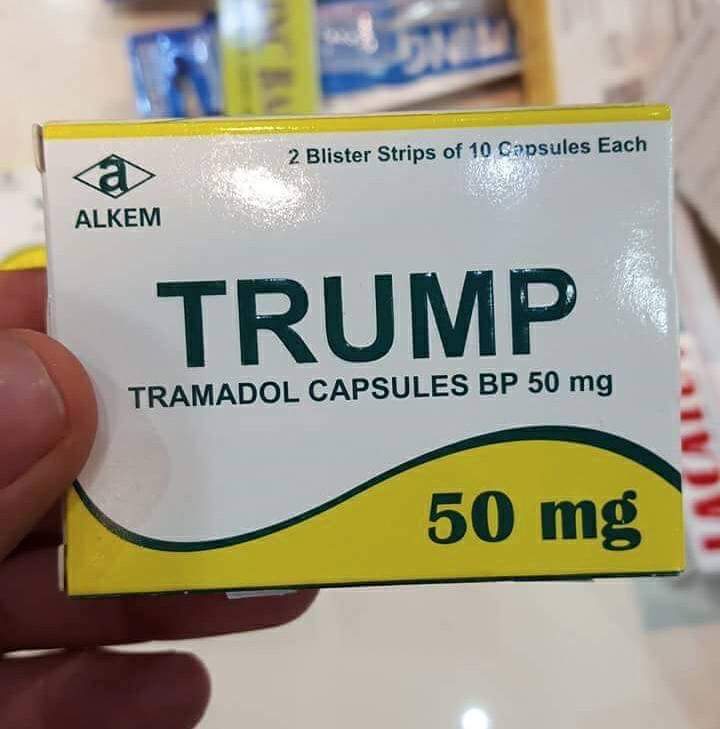 2 Blister Strips of 10 Capsules Each
a
ALKEM
TRUMP
TRAMADOL CAPSULES BP 50 mg
50 mg